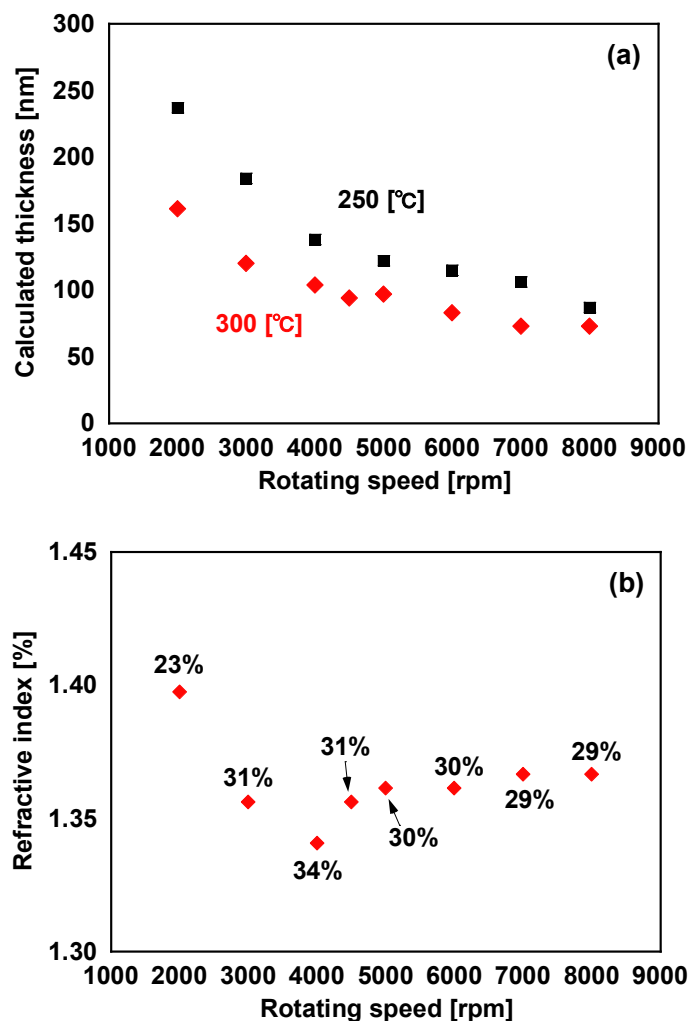 (a)
Calculated thickness [nm]
300
250
200
150
100
50
0
250 [℃]
300 [℃]
1000 2000 3000 4000 5000 6000 7000 8000 9000
Rotating speed [rpm]
(b)
Refractive index [%]
1.45
1.40
1.35
1.30
23%
31%
34%
31%
30%
30%
29%
29%
1000 2000 3000 4000 5000 6000 7000 8000 9000
Rotating speed [rpm]